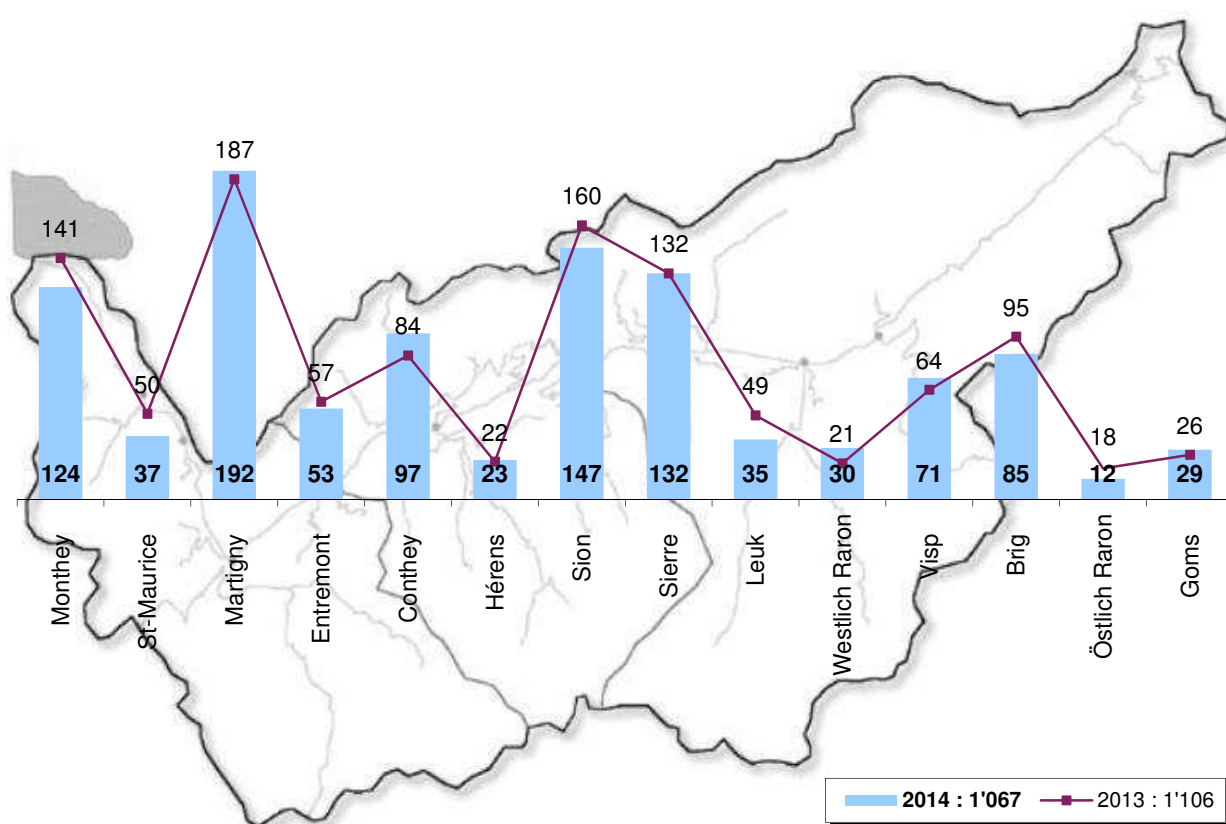 187
160
141
132
95
84
64
57
50
49
22
21
18
26
124
37
192
53
97
23
147
132
35
30
71
85
12
29
Monthey
St-Maurice
Martigny
Entremont
Conthey
Hérens
Sion
Sierre
Leuk
Westlich Raron
Visp
Brig
Östlich Raron
Goms
2014 : 1'067
2013 : 1'106